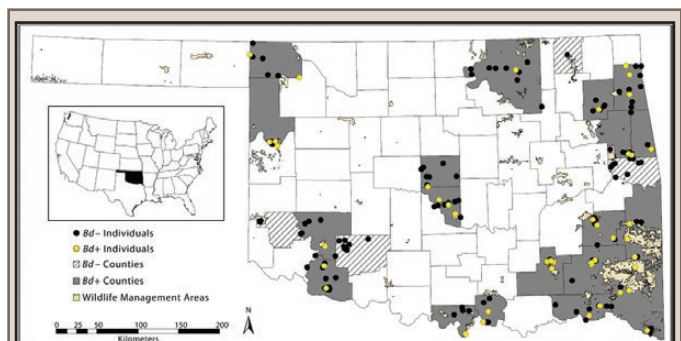 Bd− Individuals
Bd+ Individuals
Bd− Counties
Bd+ Counties
Wildlife Management Areas
N
0 25 50 100 150 200
Kilometers